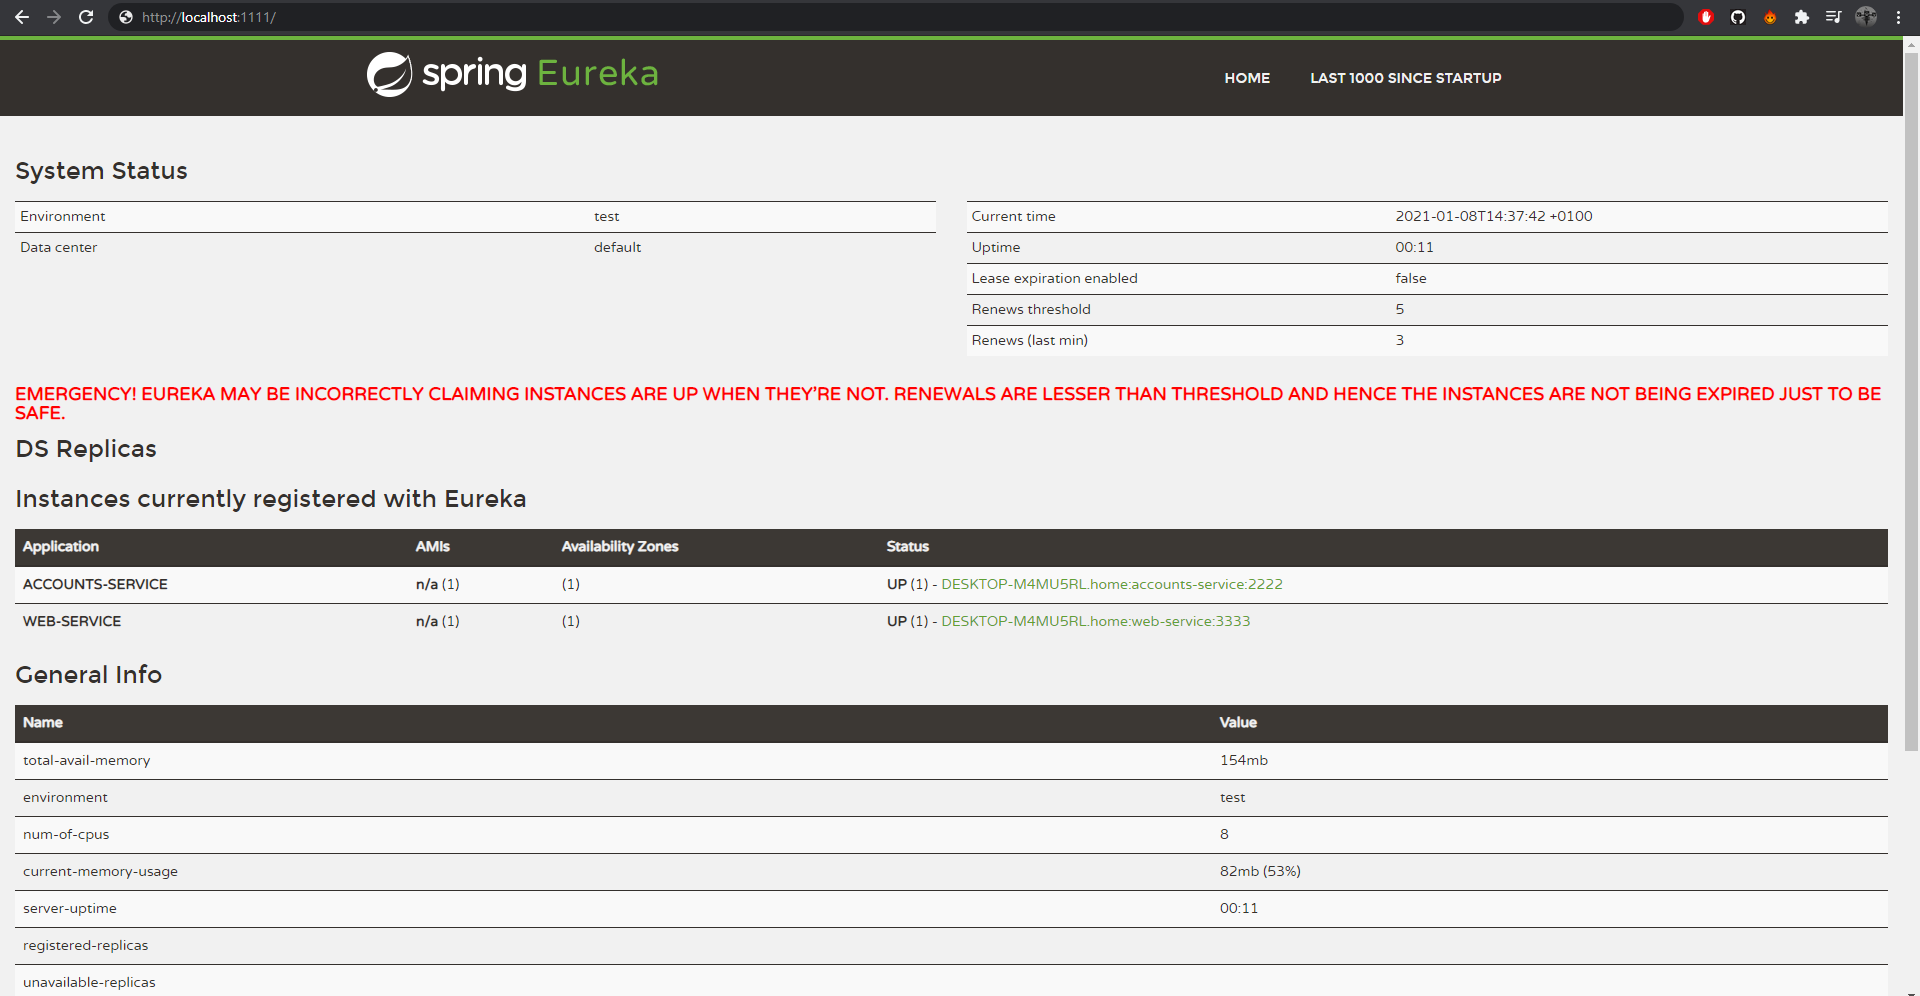 http://localhost:1111/
spring Eureka
HOME LAST 1000 SINCE STARTUP
System Status
Environment test
Data center default
Current time 2021-01-08T14:37:42 +0100
Uptime 00:11
Lease expiration enabled false
Renews threshold 5
Renews (last min) 3
EMERGENCY! EUREKA MAY BE INCORRECTLY CLAIMING INSTANCES ARE UP WHEN THEY'RE NOT. RENEWALS ARE LESSER THAN THRESHOLD AND HENCE THE INSTANCES ARE NOT BEING EXPIRED JUST TO BE
SAFE.
DS Replicas
Instances currently registered with Eureka
Application AMIs Availability Zones Status
ACCOUNTS-SERVICE n/a (1) (1) UP (1) - DESKTOP-M4MU5RL.home:accounts-service:2222
WEB-SERVICE n/a (1) (1) UP (1) - DESKTOP-M4MU5RL.home:web-service:3333
General Info
Name Value
total-avail-memory 154mb
environment test
num-of-cpus 8
current-memory-usage 82mb (53%)
server-uptime 00:11
registered-replicas
unavailable-replicas